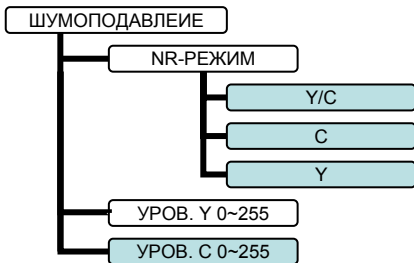 ШУМОПОДАВЛЕИЕ
NR-РЕЖИМ
Y/C
C
Y
УРОВ. Y 0~255
УРОВ. C 0~255